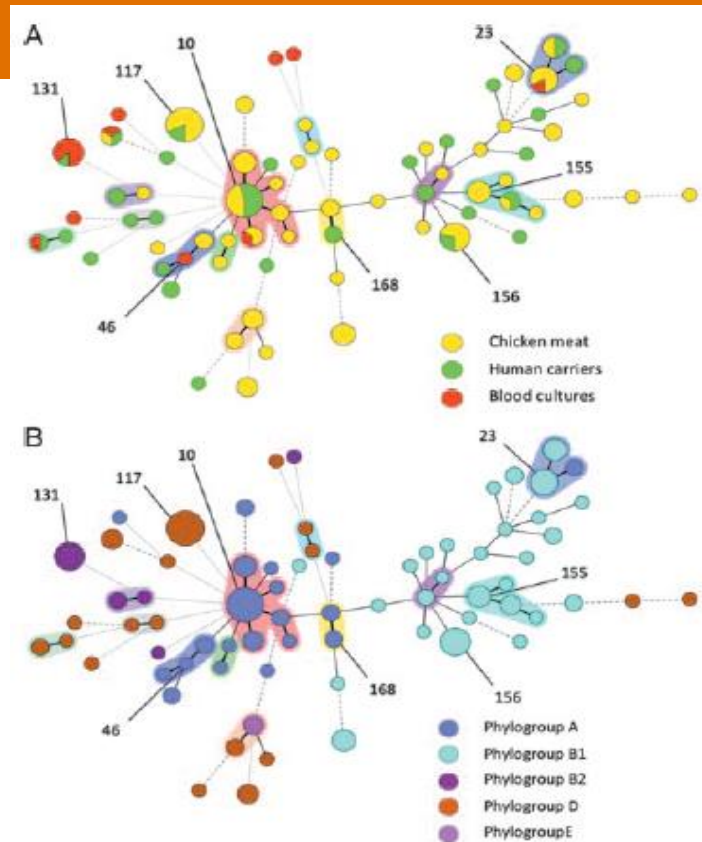 A
10
23
117
131
155
168
156
46
Chicken meat
Human carriers
Blood cultures
B
10
23
117
131
155
168
156
46
Phylogroup A
Phylogroup B1
Phylogroup B2
Phylogroup D
PhylogroupE